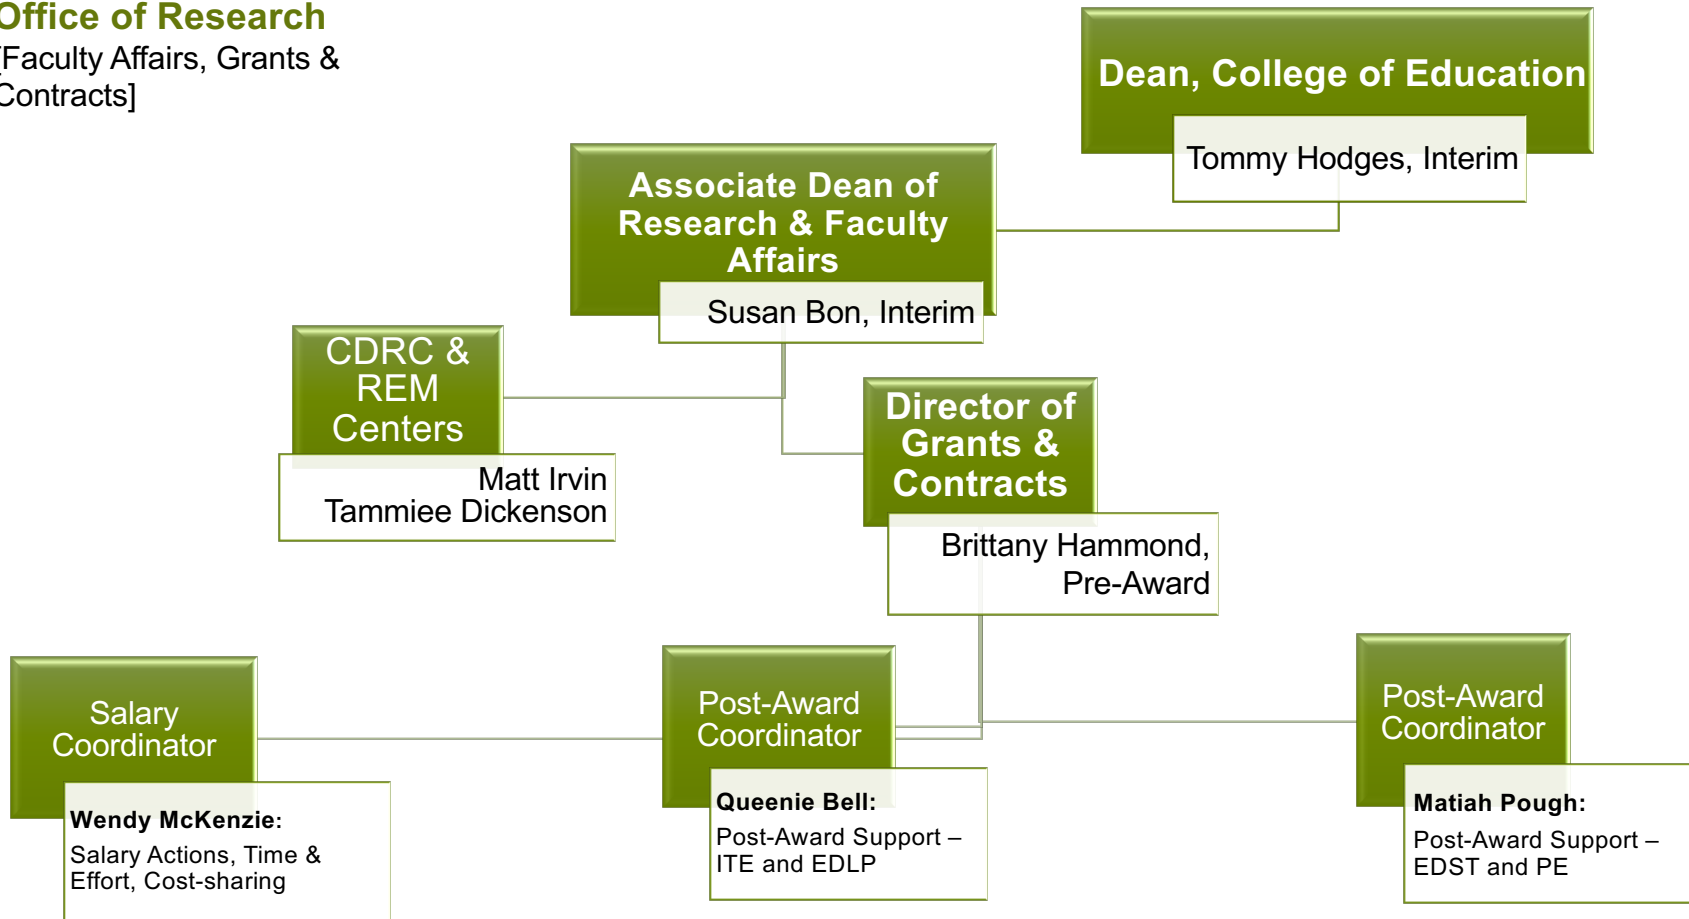 Office of Research
[Faculty Affairs, Grants &
Contracts]
Dean, College of Education
Tommy Hodges, Interim
Associate Dean of
Research & Faculty
Affairs
Susan Bon, Interim
CDRC &
REM
Centers
Matt Irvin
Tammiee Dickenson
Director of
Grants &
Contracts
Brittany Hammond,
Pre-Award
Salary
Coordinator
Wendy McKenzie:
Salary Actions, Time &
Effort, Cost-sharing
Post-Award
Coordinator
Queenie Bell:
Post-Award Support –
ITE and EDLP
Post-Award
Coordinator
Matiah Pough:
Post-Award Support –
EDST and PE